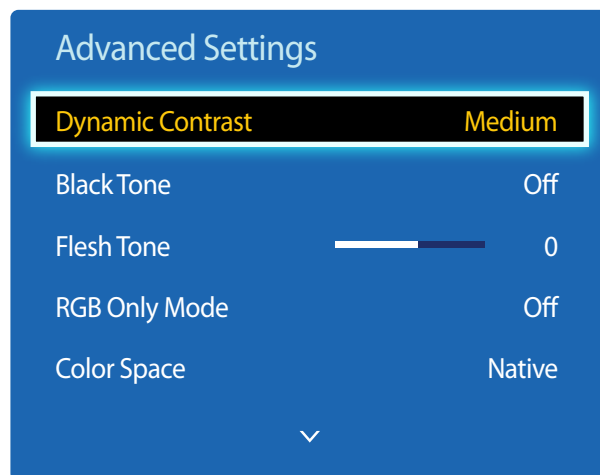 Advanced Settings
Dynamic Contrast Medium
Black Tone Off
Flesh Tone 0
RGB Only Mode Off
Color Space Native